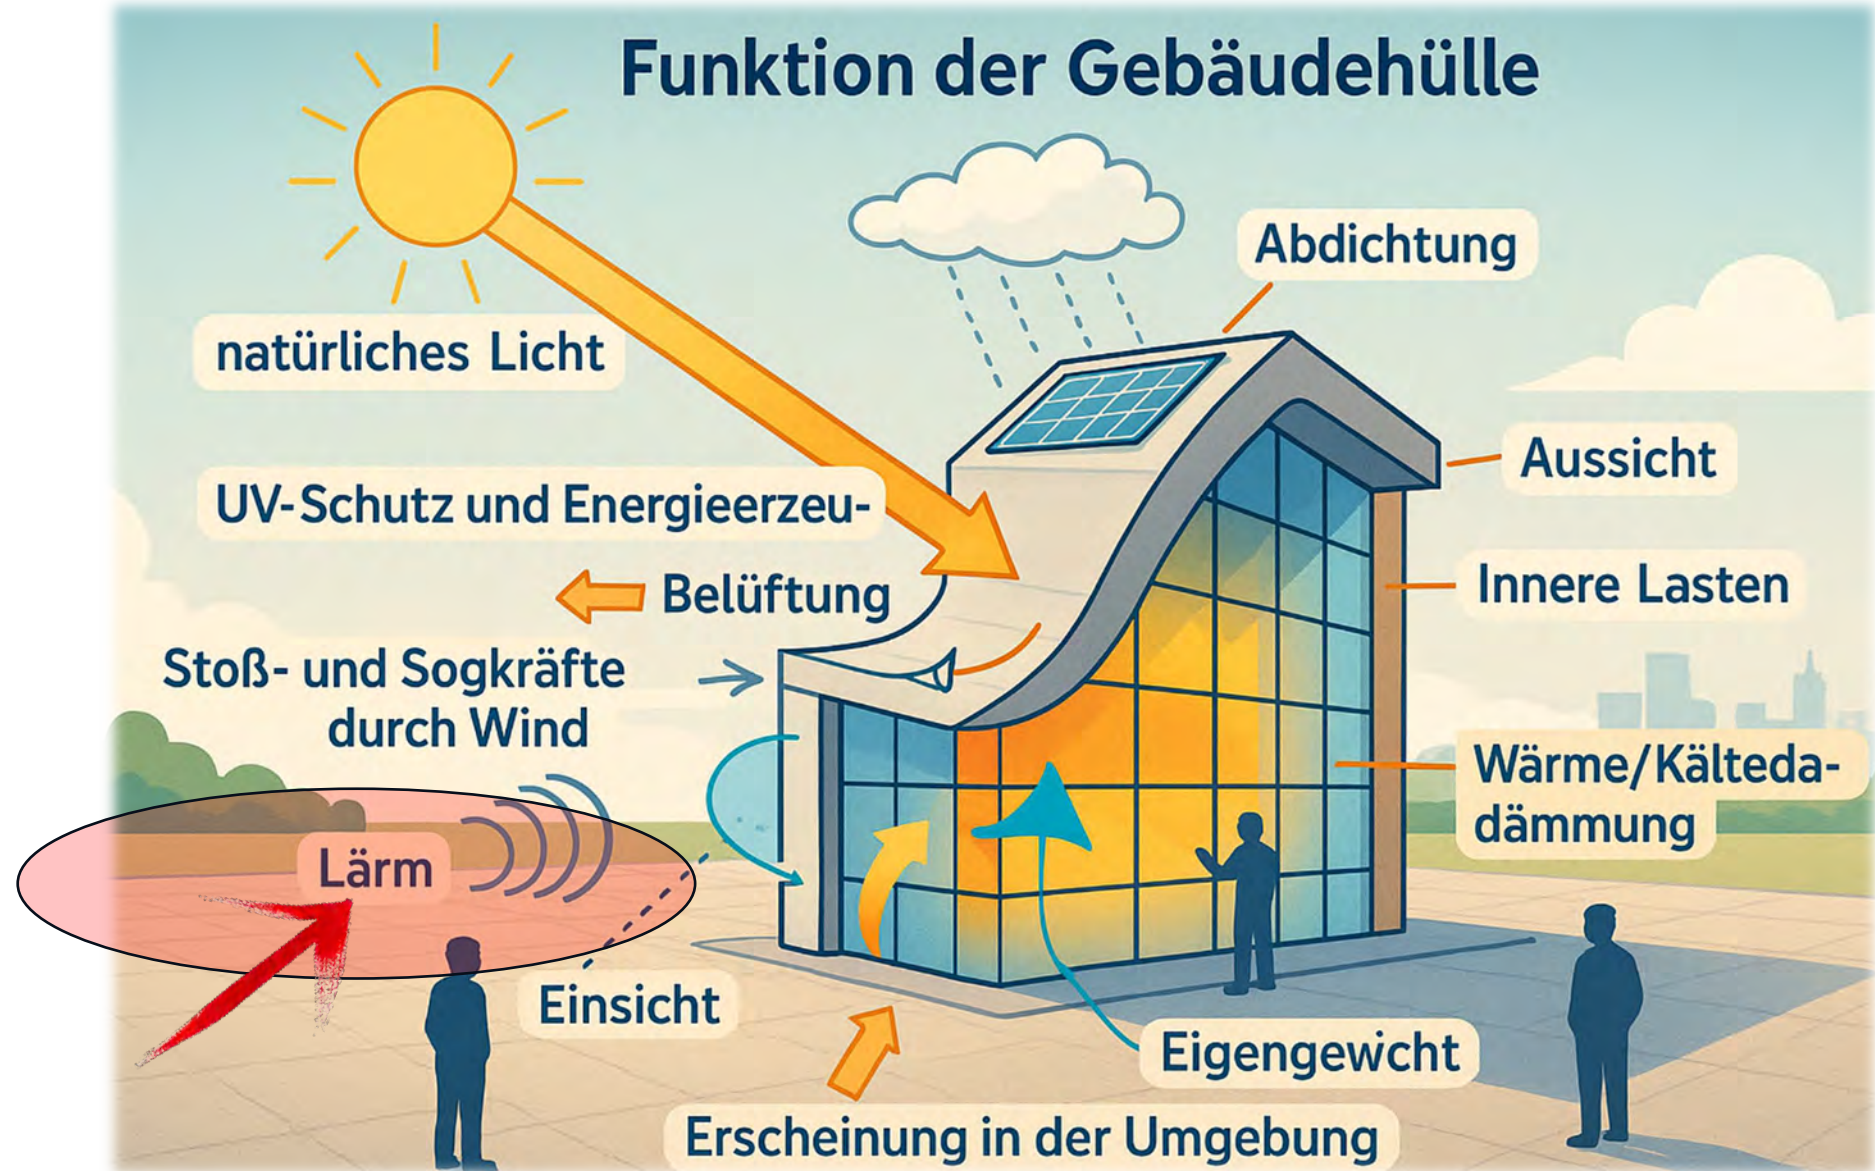 Funktion der Gebäudehülle
Abdichtung
natürliches Licht
Aussicht
UV-Schutz und Energieerzeu-
Belüftung
Innere Lasten
Stoß- und Sogkräfte
durch Wind
Wärme/Kälteda-
dämmung
Lärm
Einsicht
Eigengewicht
Erscheinung in der Umgebung